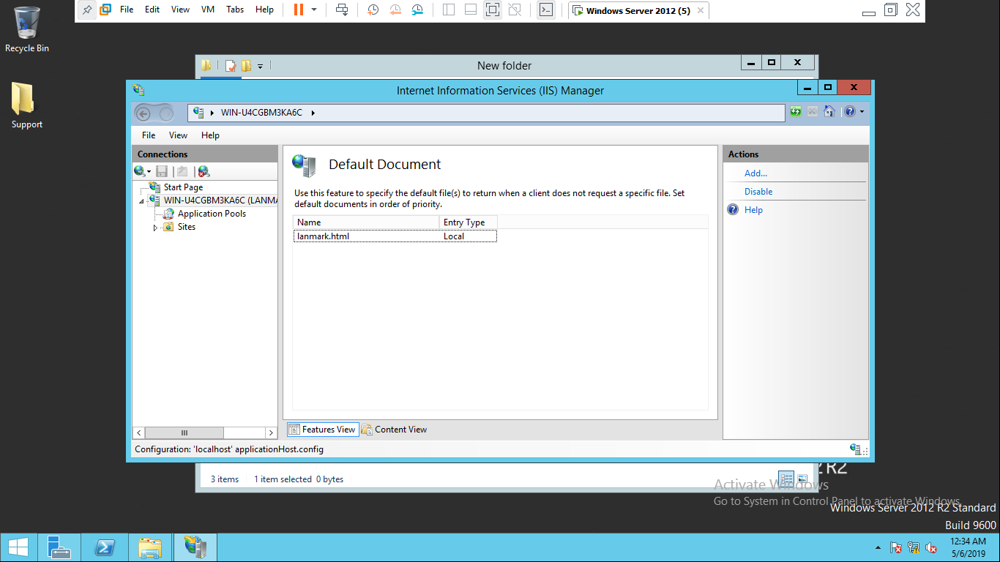 File Edit View VM Tabs Help
Windows Server 2012 (5)
Recycle Bin
Support
New folder
Internet Information Services (IIS) Manager
WIN-U4CGBM3KA6C
File View Help
Connections
Start Page
WIN-U4CGBM3KA6C (LANMA
Application Pools
Sites
Default Document
Use this feature to specify the default file(s) to return when a client does not request a specific file. Set
default documents in order of priority.
Name Entry Type
lanmark.html Local
Actions
Add...
Disable
Help
Features View Content View
Configuration: 'localhost' applicationHost.config
3 items 1 item selected 0 bytes
2 R2
Activate Windows
Go to System in Control Panel to activate Windows.
Windows Server 2012 R2 Standard
Build 9600
12:34 AM
5/6/2019